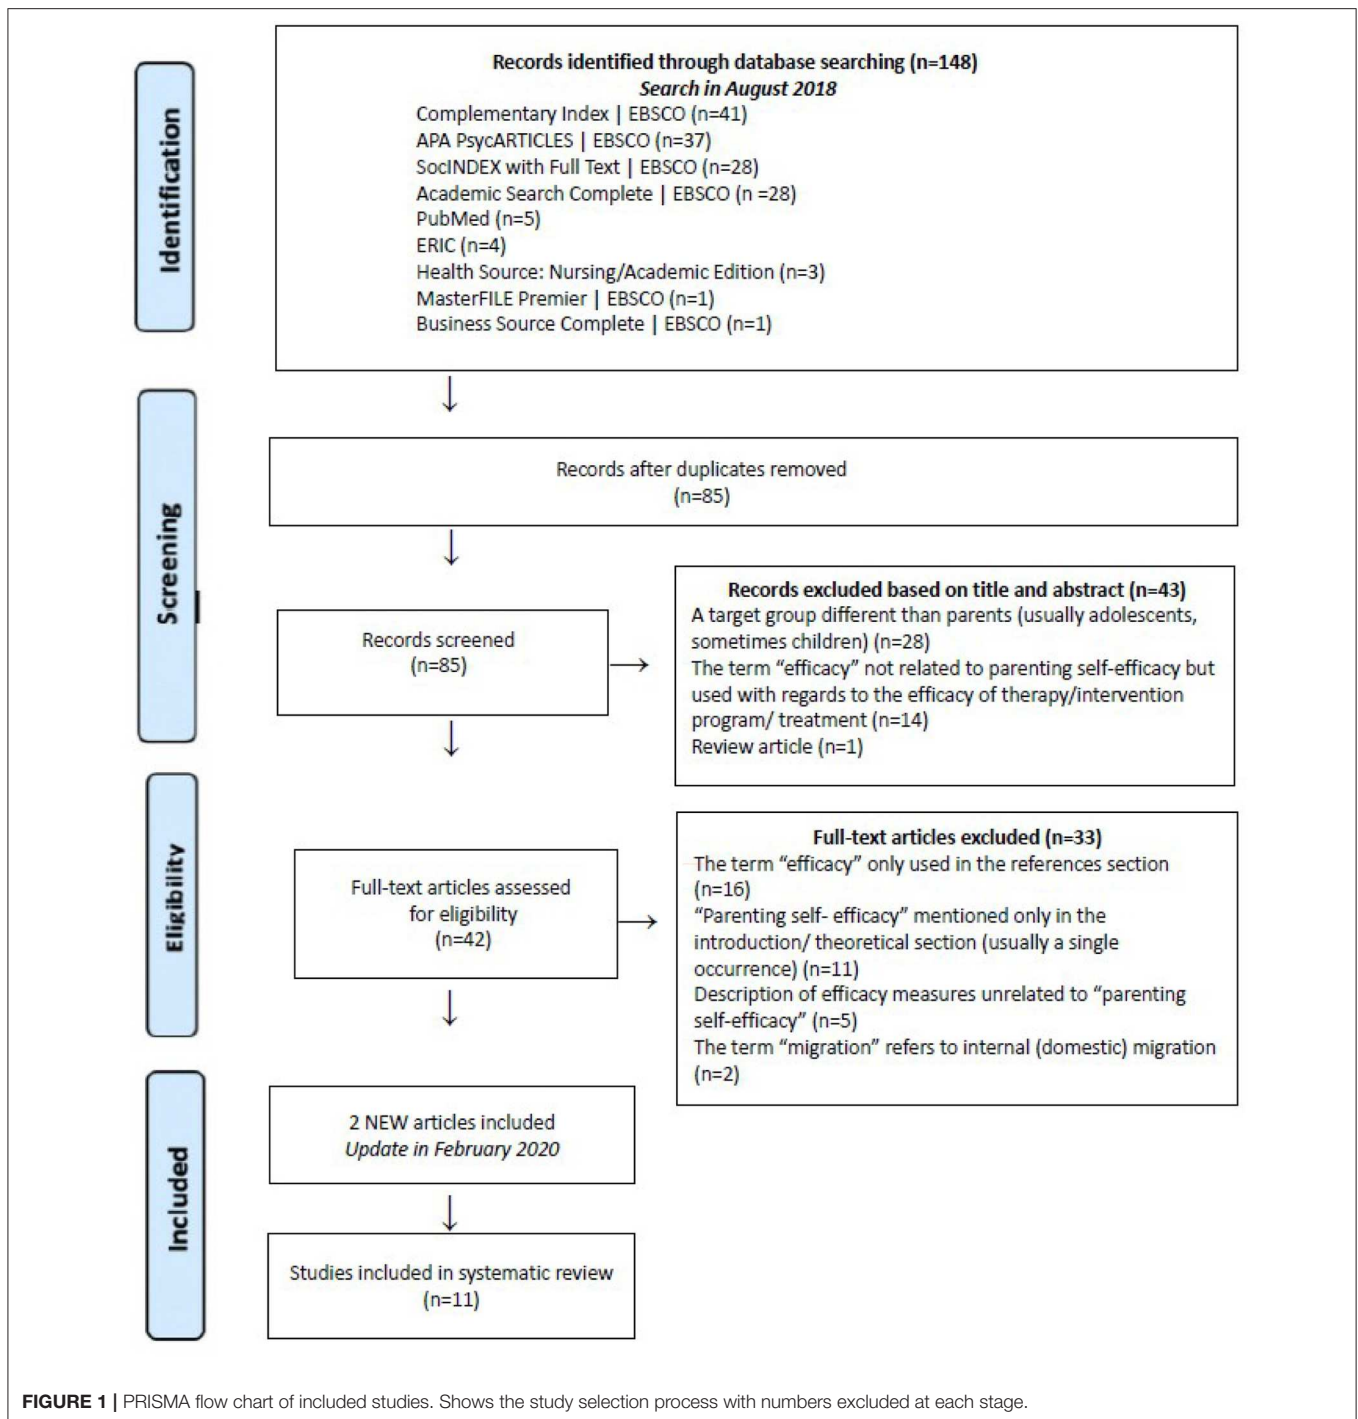 Identification
Records identified through database searching (n=148)
Search in August 2018
Complementary Index | EBSCO (n=41)
APA PsycARTICLES | EBSCO (n=37)
SocINDEX with Full Text | EBSCO (n=28)
Academic Search Complete | EBSCO (n =28)
PubMed (n=5)
ERIC (n=4)
Health Source: Nursing/Academic Edition (n=3)
MasterFILE Premier | EBSCO (n=1)
Business Source Complete | EBSCO (n=1)
Screening
Records after duplicates removed
(n=85)
Records screened
(n=85)
Records excluded based on title and abstract (n=43)
A target group different than parents (usually adolescents,
sometimes children) (n=28)
The term “efficacy” not related to parenting self-efficacy but
used with regards to the efficacy of therapy/intervention
program/ treatment (n=14)
Review article (n=1)
Eligibility
Full-text articles assessed
for eligibility
(n=42)
Full-text articles excluded (n=33)
The term “efficacy” only used in the references section
(n=16)
“Parenting self- efficacy” mentioned only in the
introduction/ theoretical section (usually a single
occurrence) (n=11)
Description of efficacy measures unrelated to “parenting
self-efficacy” (n=5)
The term “migration” refers to internal (domestic) migration
(n=2)
Included
2 NEW articles included
Update in February 2020
Studies included in systematic review
(n=11)
FIGURE 1 | PRISMA flow chart of included studies. Shows the study selection process with numbers excluded at each stage.